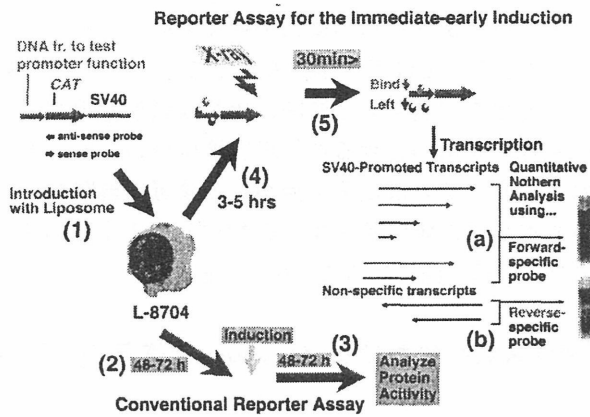 Reporter Assay for the Immediate-early Induction
DNA fr. to test
promoter function
CAT
SV40
anti-sense probe
sense probe
X-ray
30min>
Bind
Left
(5)
Transcription
(4)
3-5 hrs
Introduction
with Liposome
(1)
L-8704
SV40-Promoted Transcripts
Quantitative
Nothern
Analysis
using...
(a)
Forward-
specific
probe
Non-specific transcripts
Reverse-
specific
probe
(b)
(2)
48-72 h
Induction
48-72 h
(3)
Analyze
Protein
Acitivity
Conventional Reporter Assay